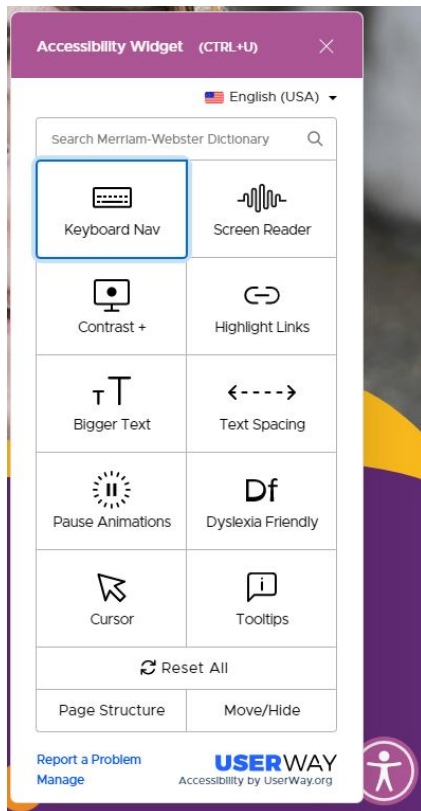 Accessibility Widget (CTRL+U)
English (USA)
Search Merriam-Webster Dictionary
Keyboard Nav
Screen Reader
Contrast +
Highlight Links
TT
Bigger Text
Text Spacing
Pause Animations
Df
Dyslexia Friendly
Cursor
i
Tooltips
Reset All
Page Structure
Move/Hide
Report a Problem
Manage
USERWAY
Accessibility by UserWay.org